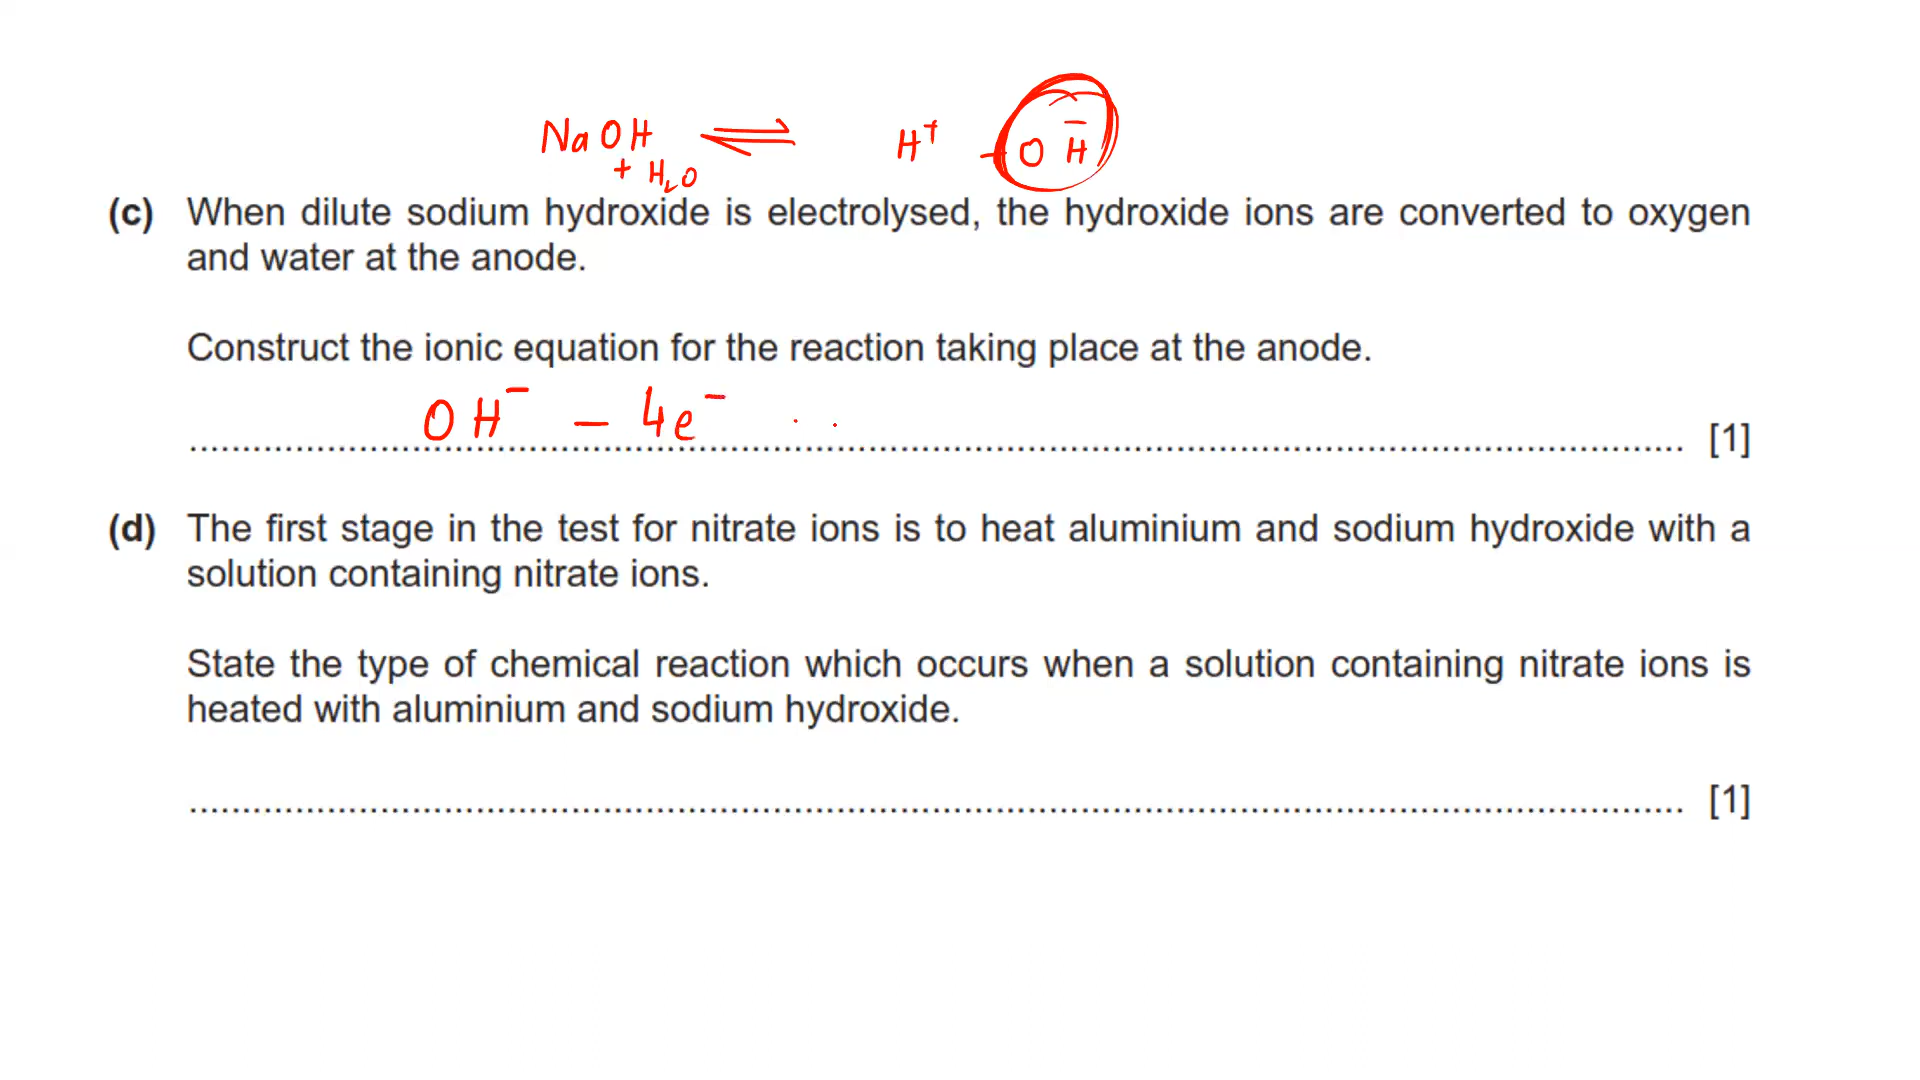 NaOH ⇌ H⁺ OH⁻
+ H₂O
(c) When dilute sodium hydroxide is electrolysed, the hydroxide ions are converted to oxygen
and water at the anode.
Construct the ionic equation for the reaction taking place at the anode.
OH⁻ – 4e⁻
[1]
(d) The first stage in the test for nitrate ions is to heat aluminium and sodium hydroxide with a
solution containing nitrate ions.
State the type of chemical reaction which occurs when a solution containing nitrate ions is
heated with aluminium and sodium hydroxide.
[1]